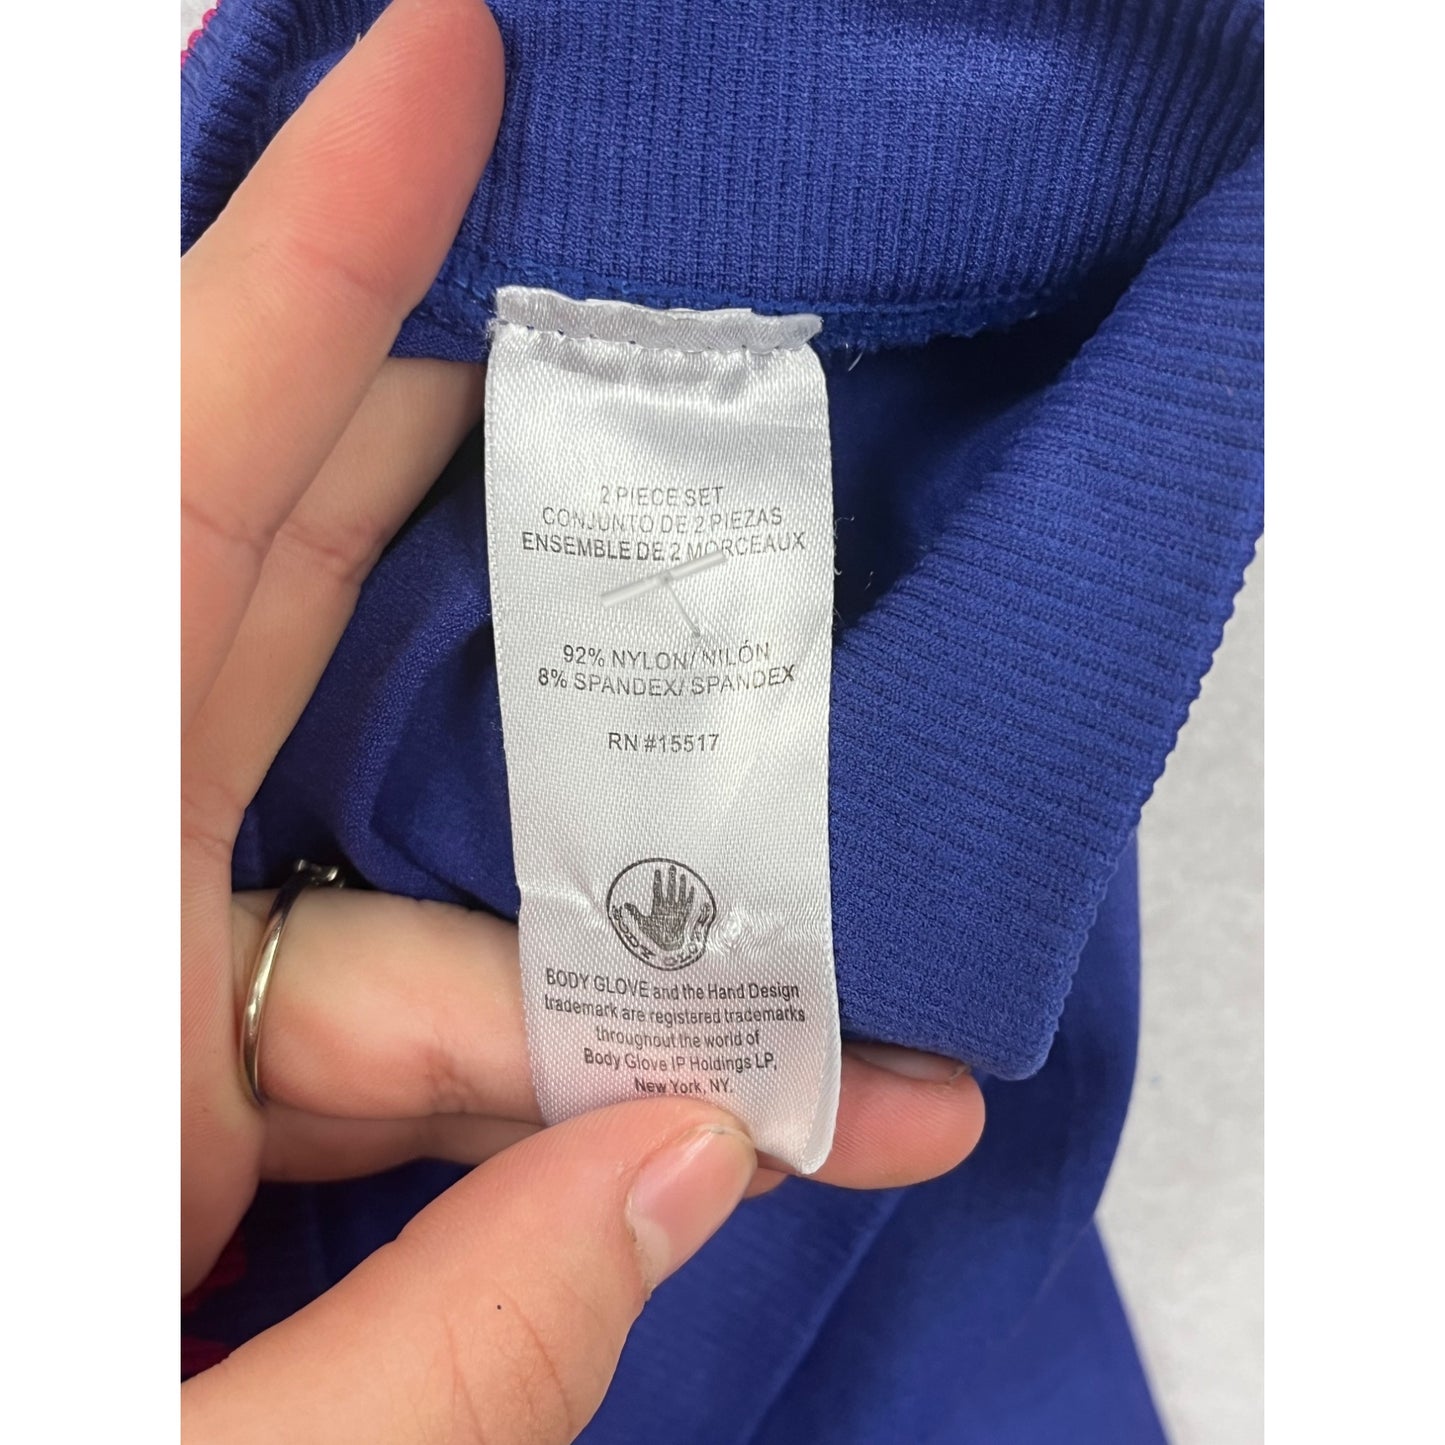 2 PIECE SET
CONJUNTO DE 2 PIEZAS
ENSEMBLE DE 2 MORCEAUX
92% NYLON/ NILÓN
8% SPANDEX/ SPANDEX
RN #15517
BODY GLOVE
BODY GLOVE and the Hand Design
trademark are registered trademarks
throughout the world of
Body Glove IP Holdings LP,
New York, NY.